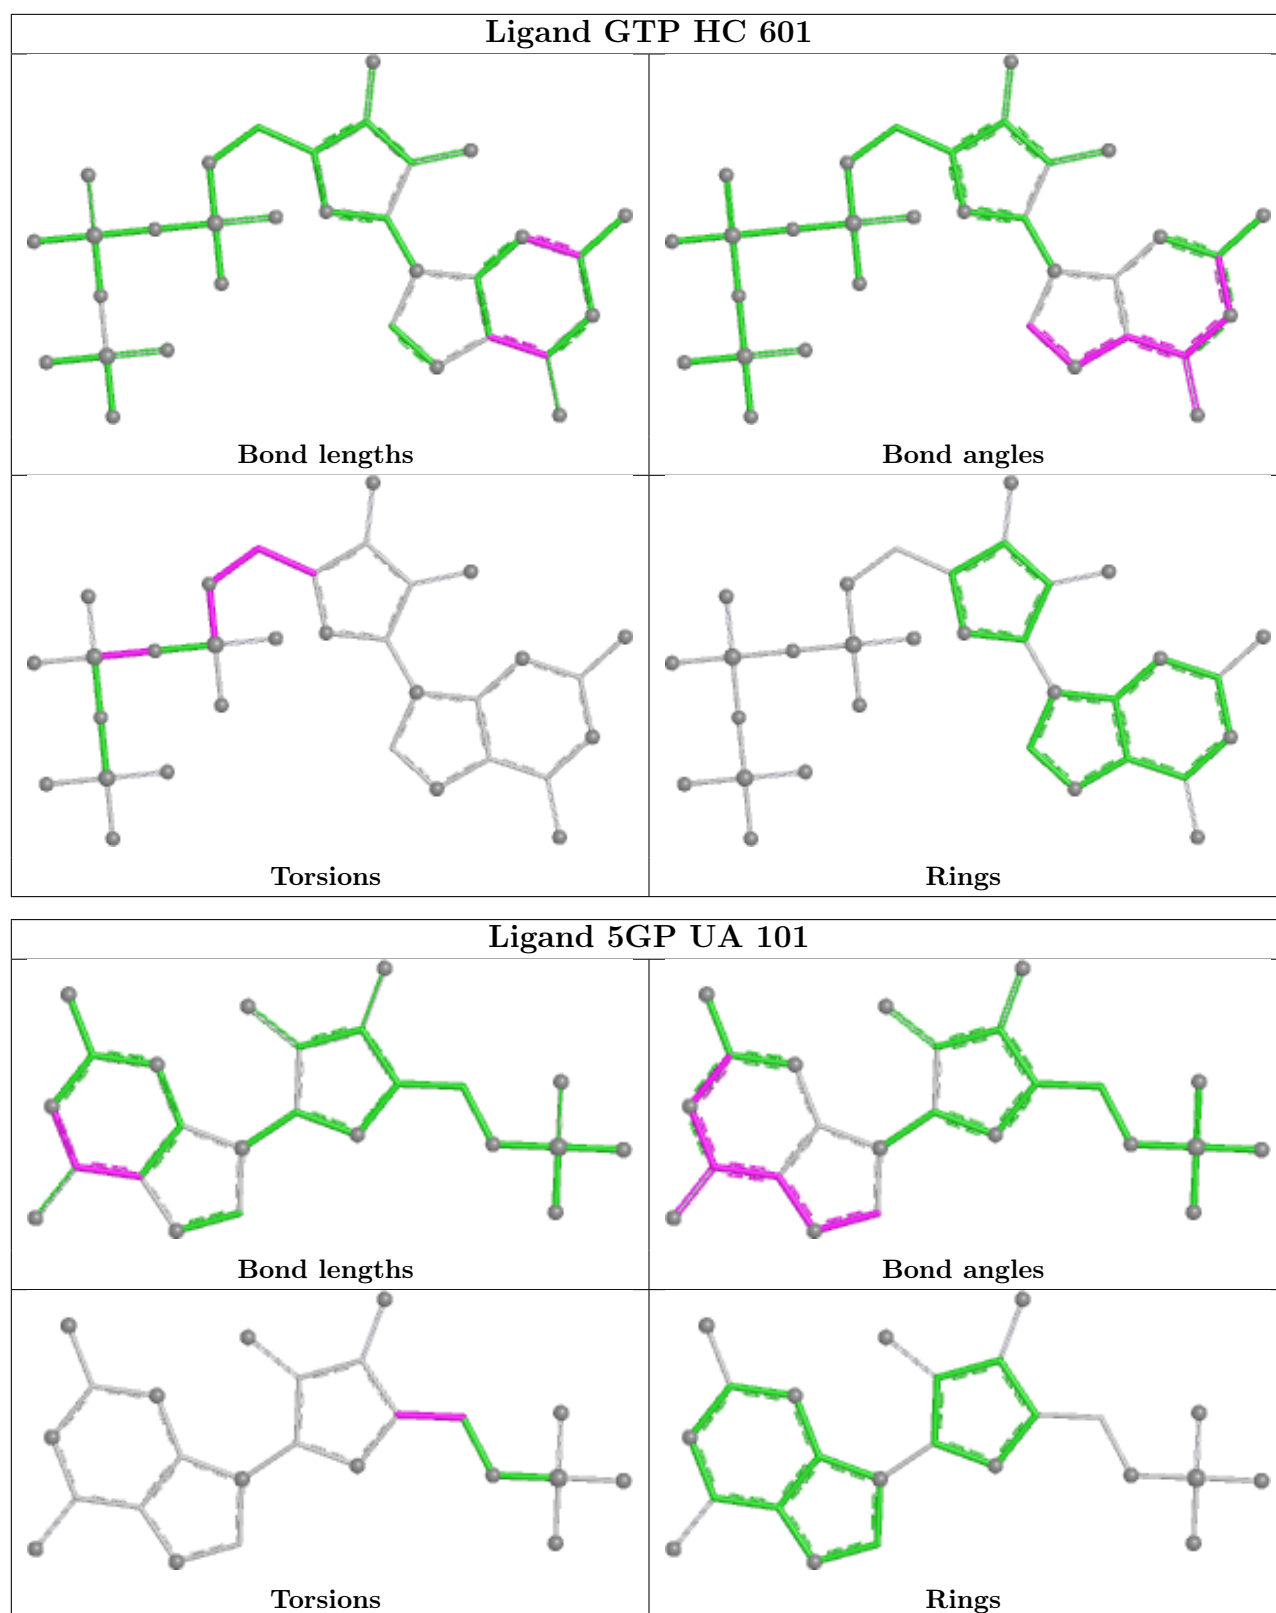 Ligand GTP HC 601
Bond lengths
Bond angles
Torsions
Rings
Ligand 5GP UA 101
Bond lengths
Bond angles
Torsions
Rings